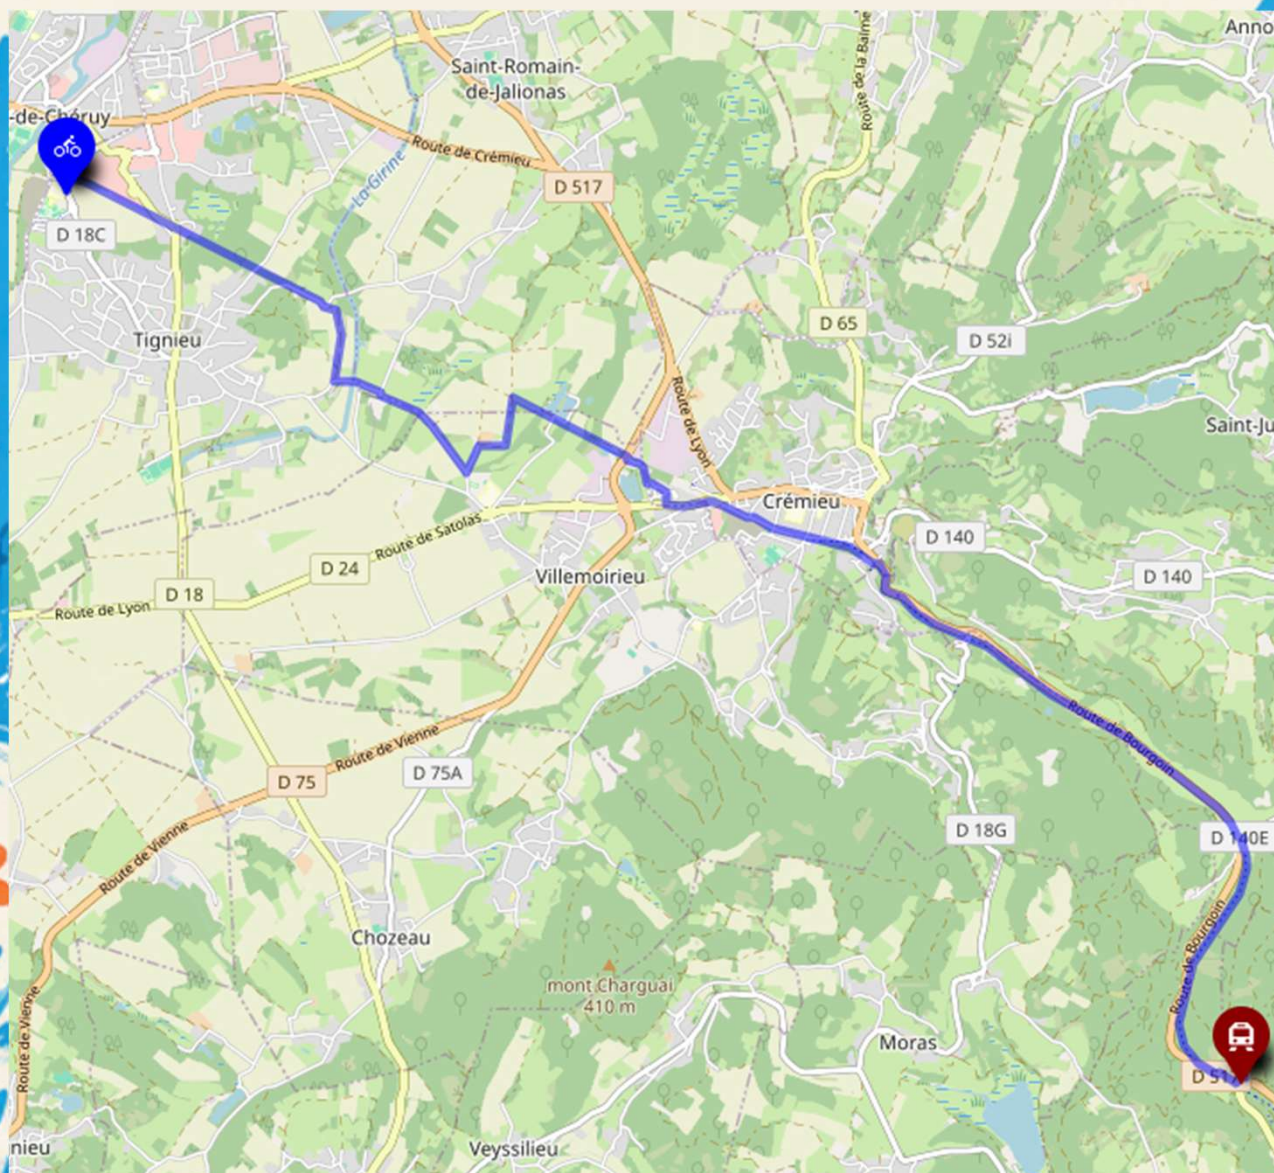 Anno
Saint-Romain-
de-Jalionas
Route de la Balme
-de-Chéruy
Route de Crémieu
La Girine
D 517
D 18C
D 65
D 52i
Tignieu
Route de Lyon
Saint-Ju
Crémieu
Route de Satolas
D 140
D 24
Villemoirieu
D 140
D 18
Route de Lyon
Route de Bourgoin
Route de Vienne
D 75A
D 75
D 18G
D 140E
Route de Vienne
Route de Bourgoin
Chozeau
mont Charguai
410 m
Route de Vienne
Moras
D 517
nieu
Veyssilieu